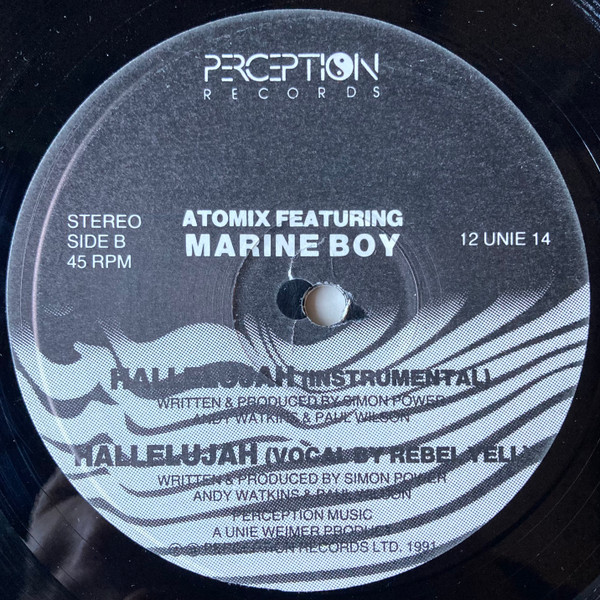 PERCEPTION
RECORDS
STEREO
SIDE B
45 RPM
ATOMIX FEATURING
MARINE BOY
12 UNIE 14
HALLELUJAH (INSTRUMENTAL)
WRITTEN & PRODUCED BY SIMON POWER
ANDY WATKINS & PAUL WILSON
HALLELUJAH (VOCAL BY REBEL YELL)
WRITTEN & PRODUCED BY SIMON POWER
ANDY WATKINS & PAUL WILSON
PERCEPTION MUSIC
A UNIE WEIMER PRODUCT
Ⓒ Ⓟ PERCEPTION RECORDS LTD. 1991